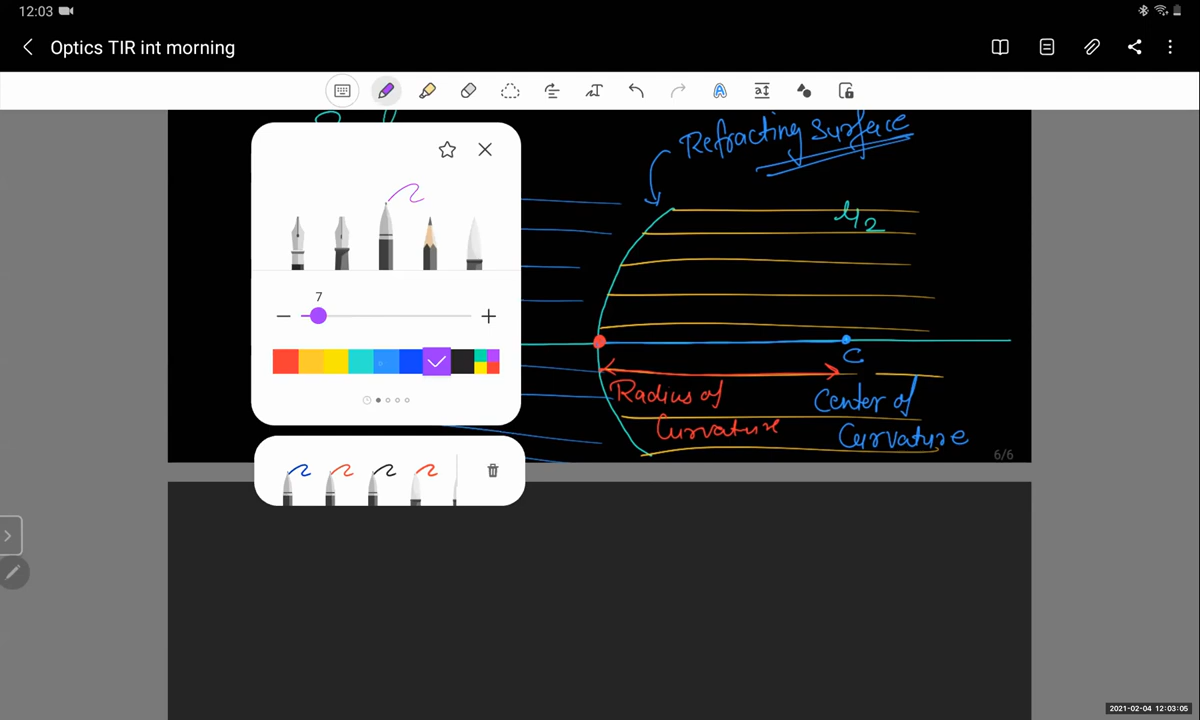 12:03
Optics TIR int morning
Refracting Surface
μ2
7
C
Radius of
Curvature
Center of
Curvature
6/6
2021-02-04 12:03:05